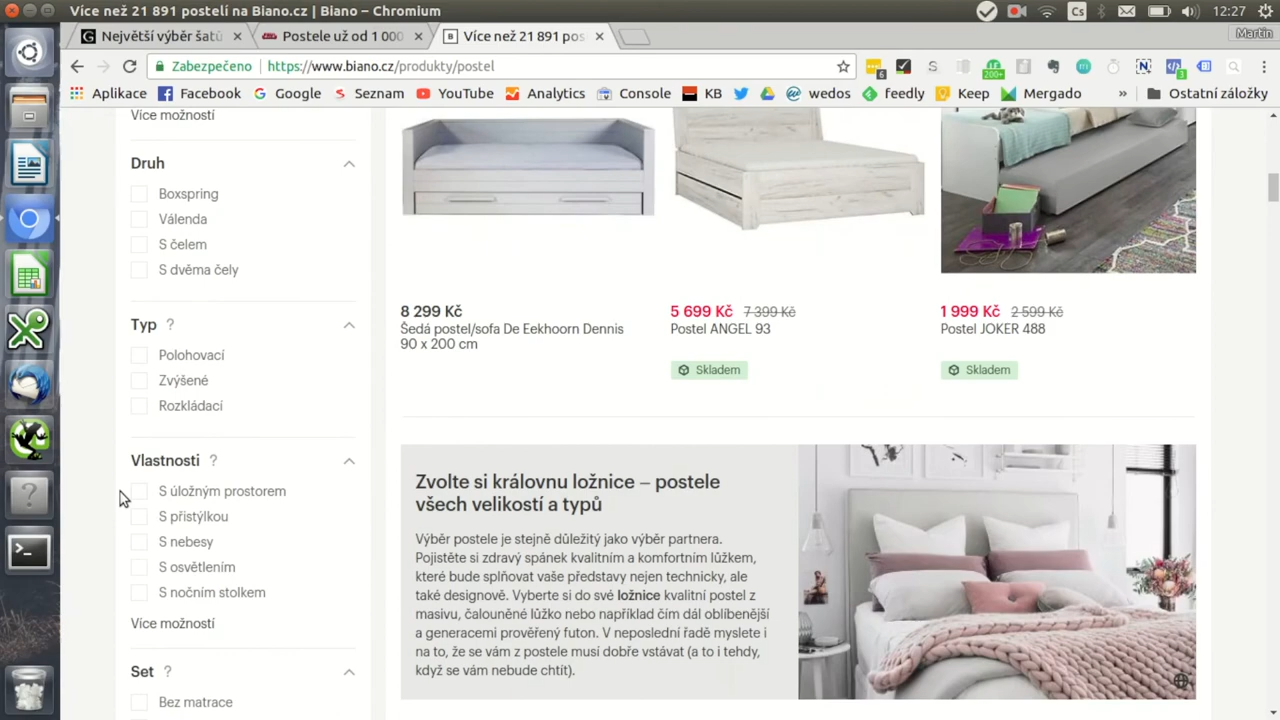 Více než 21 891 postelí na Biano.cz | Biano – Chromium
Cs
12:27
Největší výběr šatů
Postele už od 1 000
Více než 21 891 pos
Martin
Zabezpečeno
https://www.biano.cz/produkty/postel
6
200+
3
Aplikace
Facebook
Google
Seznam
YouTube
Analytics
Console
KB
wedos
feedly
Keep
Mergado
»
Ostatní záložky
Více možností
Druh
Boxspring
Válenda
S čelem
S dvěma čely
Typ ?
Polohovací
Zvýšené
Rozkládací
Vlastnosti ?
S úložným prostorem
S přistýlkou
S nebesy
S osvětlením
S nočním stolkem
Více možností
Set ?
Bez matrace
8 299 Kč
Šedá postel/sofa De Eekhoorn Dennis
90 x 200 cm
5 699 Kč 7 399 Kč
Postel ANGEL 93
Skladem
1 999 Kč 2 599 Kč
Postel JOKER 488
Skladem
Zvolte si královnu ložnice – postele
všech velikostí a typů
Výběr postele je stejně důležitý jako výběr partnera.
Pojistěte si zdravý spánek kvalitním a komfortním lůžkem,
které bude splňovat vaše představy nejen technicky, ale
také designově. Vyberte si do své ložnice kvalitní postel z
masivu, čalouněné lůžko nebo například čím dál oblíbenější
a generacemi prověřený futon. V neposlední řadě myslete i
na to, že se vám z postele musí dobře vstávat (a to i tehdy,
když se vám nebude chtít).